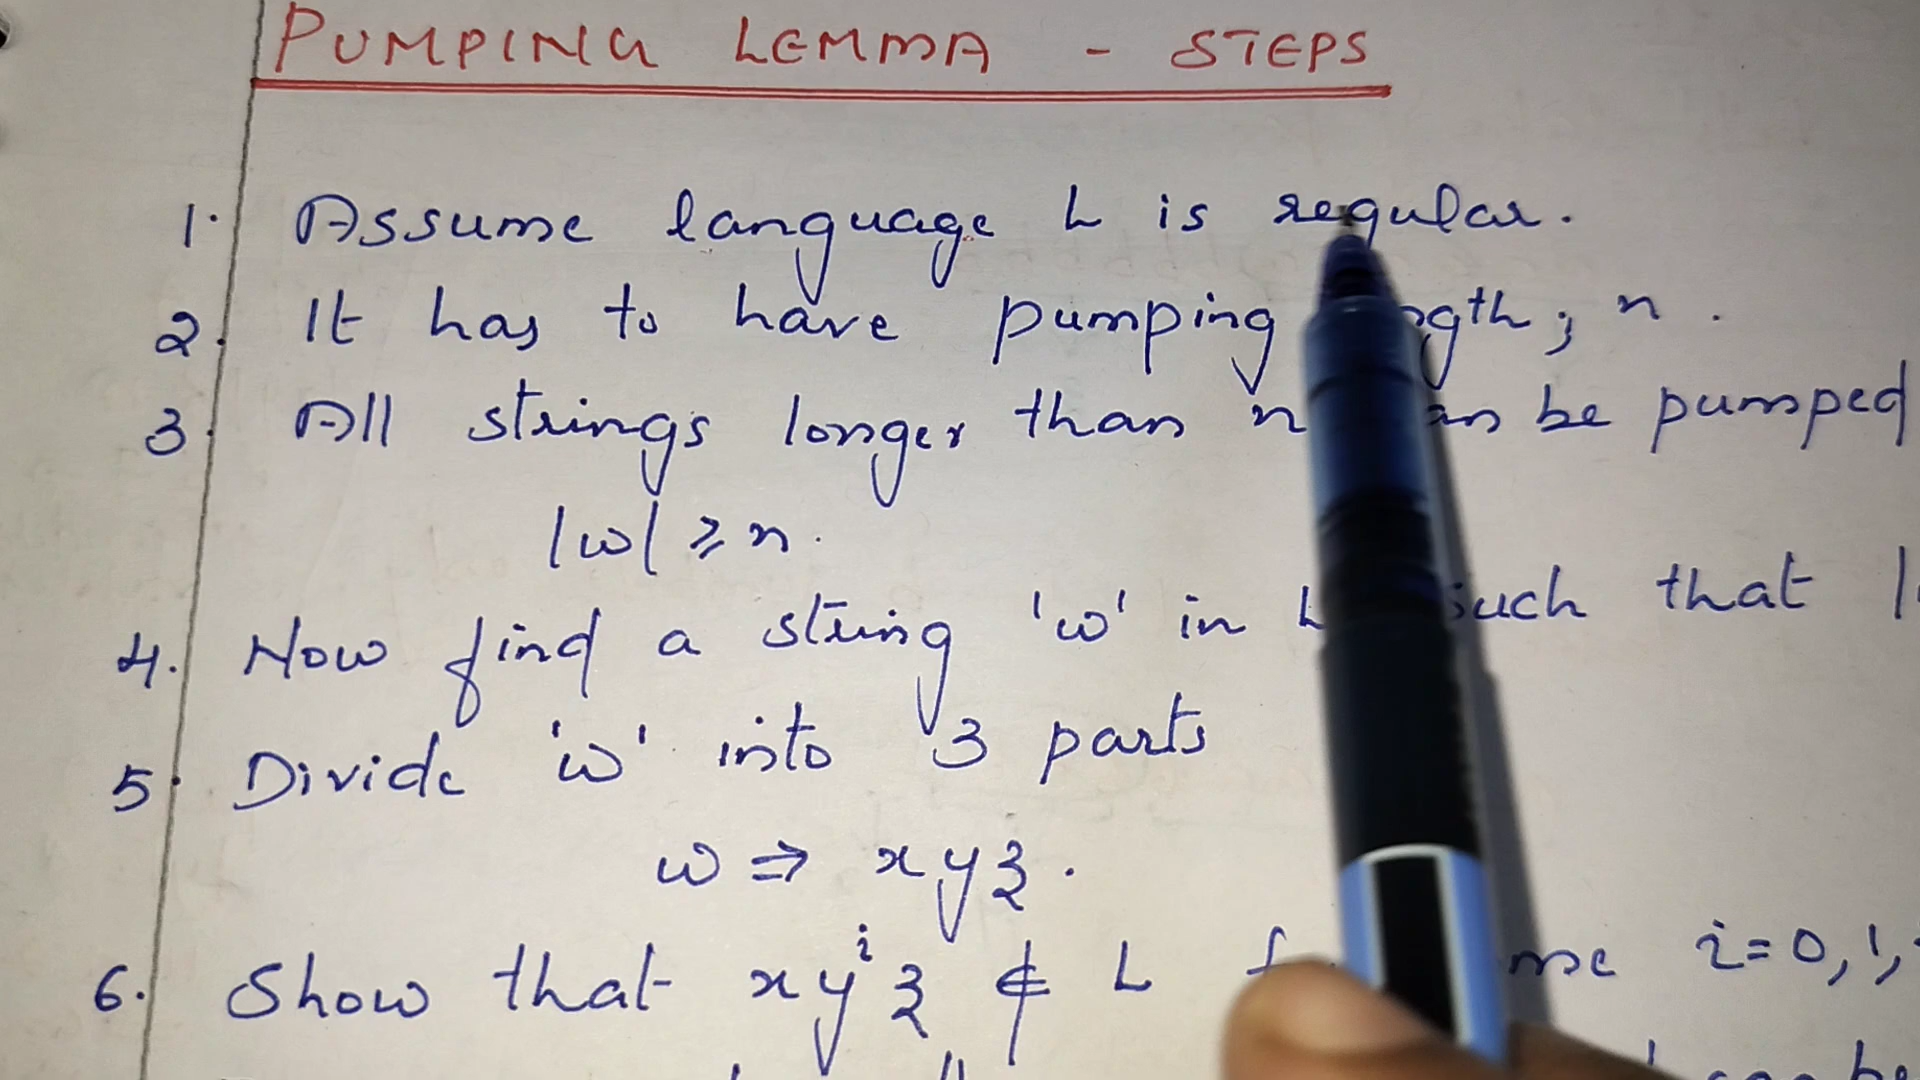 PUMPING LEMMA - STEPS
1. Assume language L is regular.
2. It has to have pumping ; n.
3. All strings longer than n be pumped
|w| ≥ n.
4. Now find a string 'w' in L such that
5. Divide 'w' into 3 parts
w ⇒ xyz.
6. Show that xyⁱz ∉ L i=0,1,